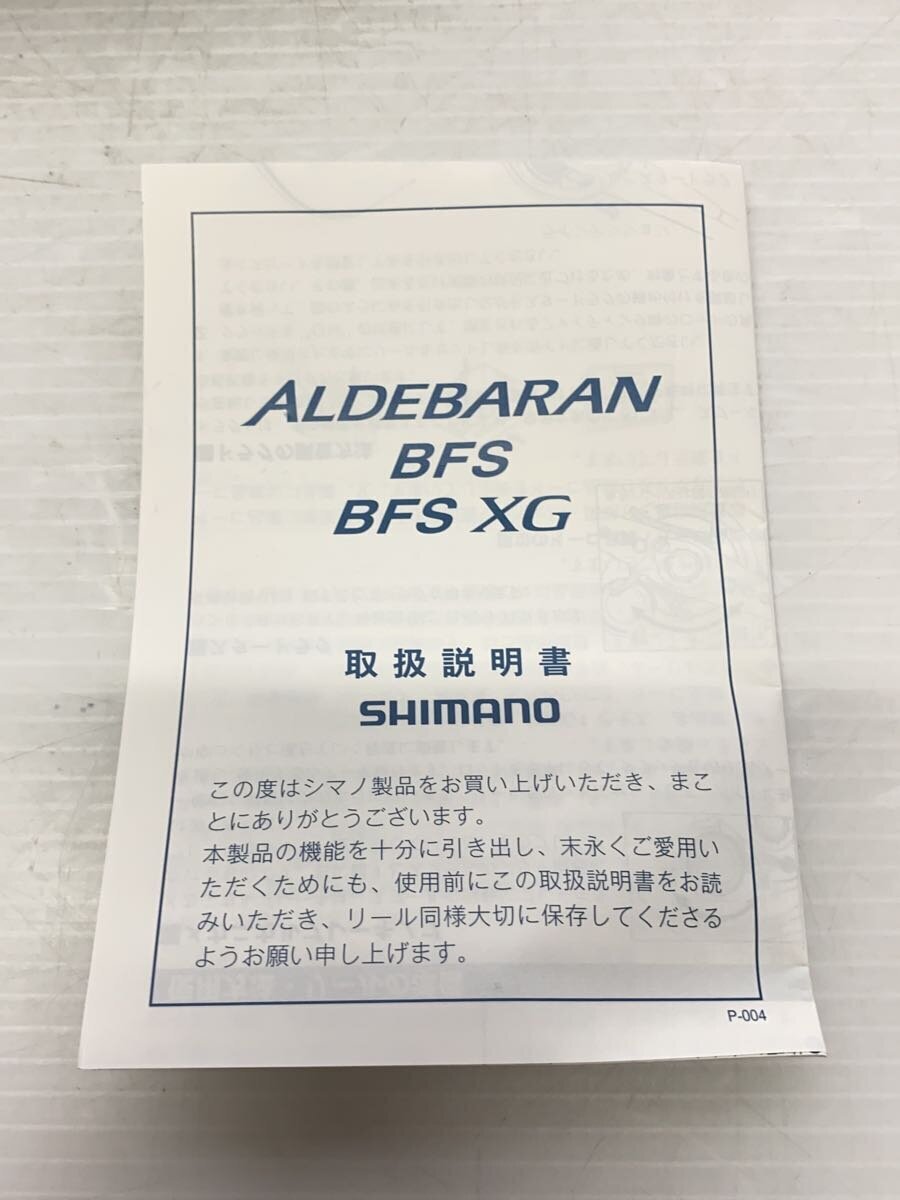 ALDEBARAN
BFS
BFS XG
取扱説明書
SHIMANO
この度はシマノ製品をお買い上げいただき、まこ
とにありがとうございます。
本製品の機能を十分に引き出し、末永くご愛用い
ただくためにも、使用前にこの取扱説明書をお読
みいただき、リール同様大切に保存してくださる
ようお願い申し上げます。
P-004